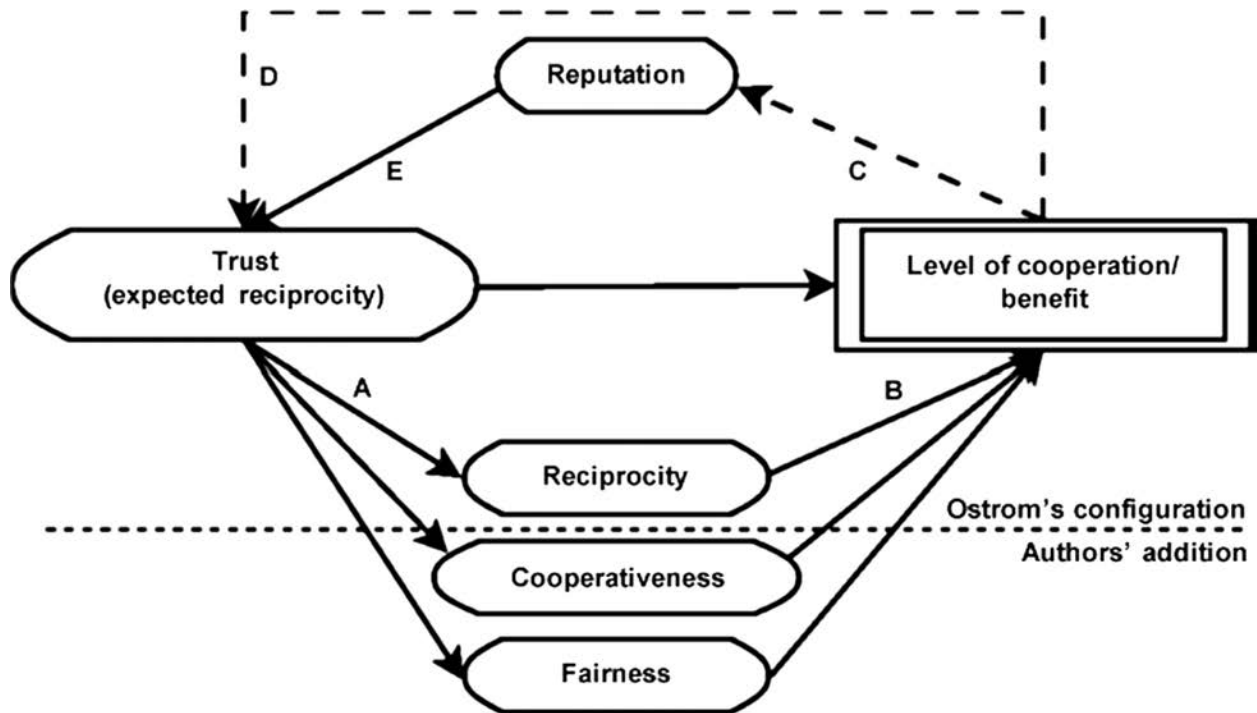 D
Reputation
E
C
Trust
(expected reciprocity)
Level of cooperation/
benefit
A
B
Reciprocity
Ostrom's configuration
Authors' addition
Cooperativeness
Fairness